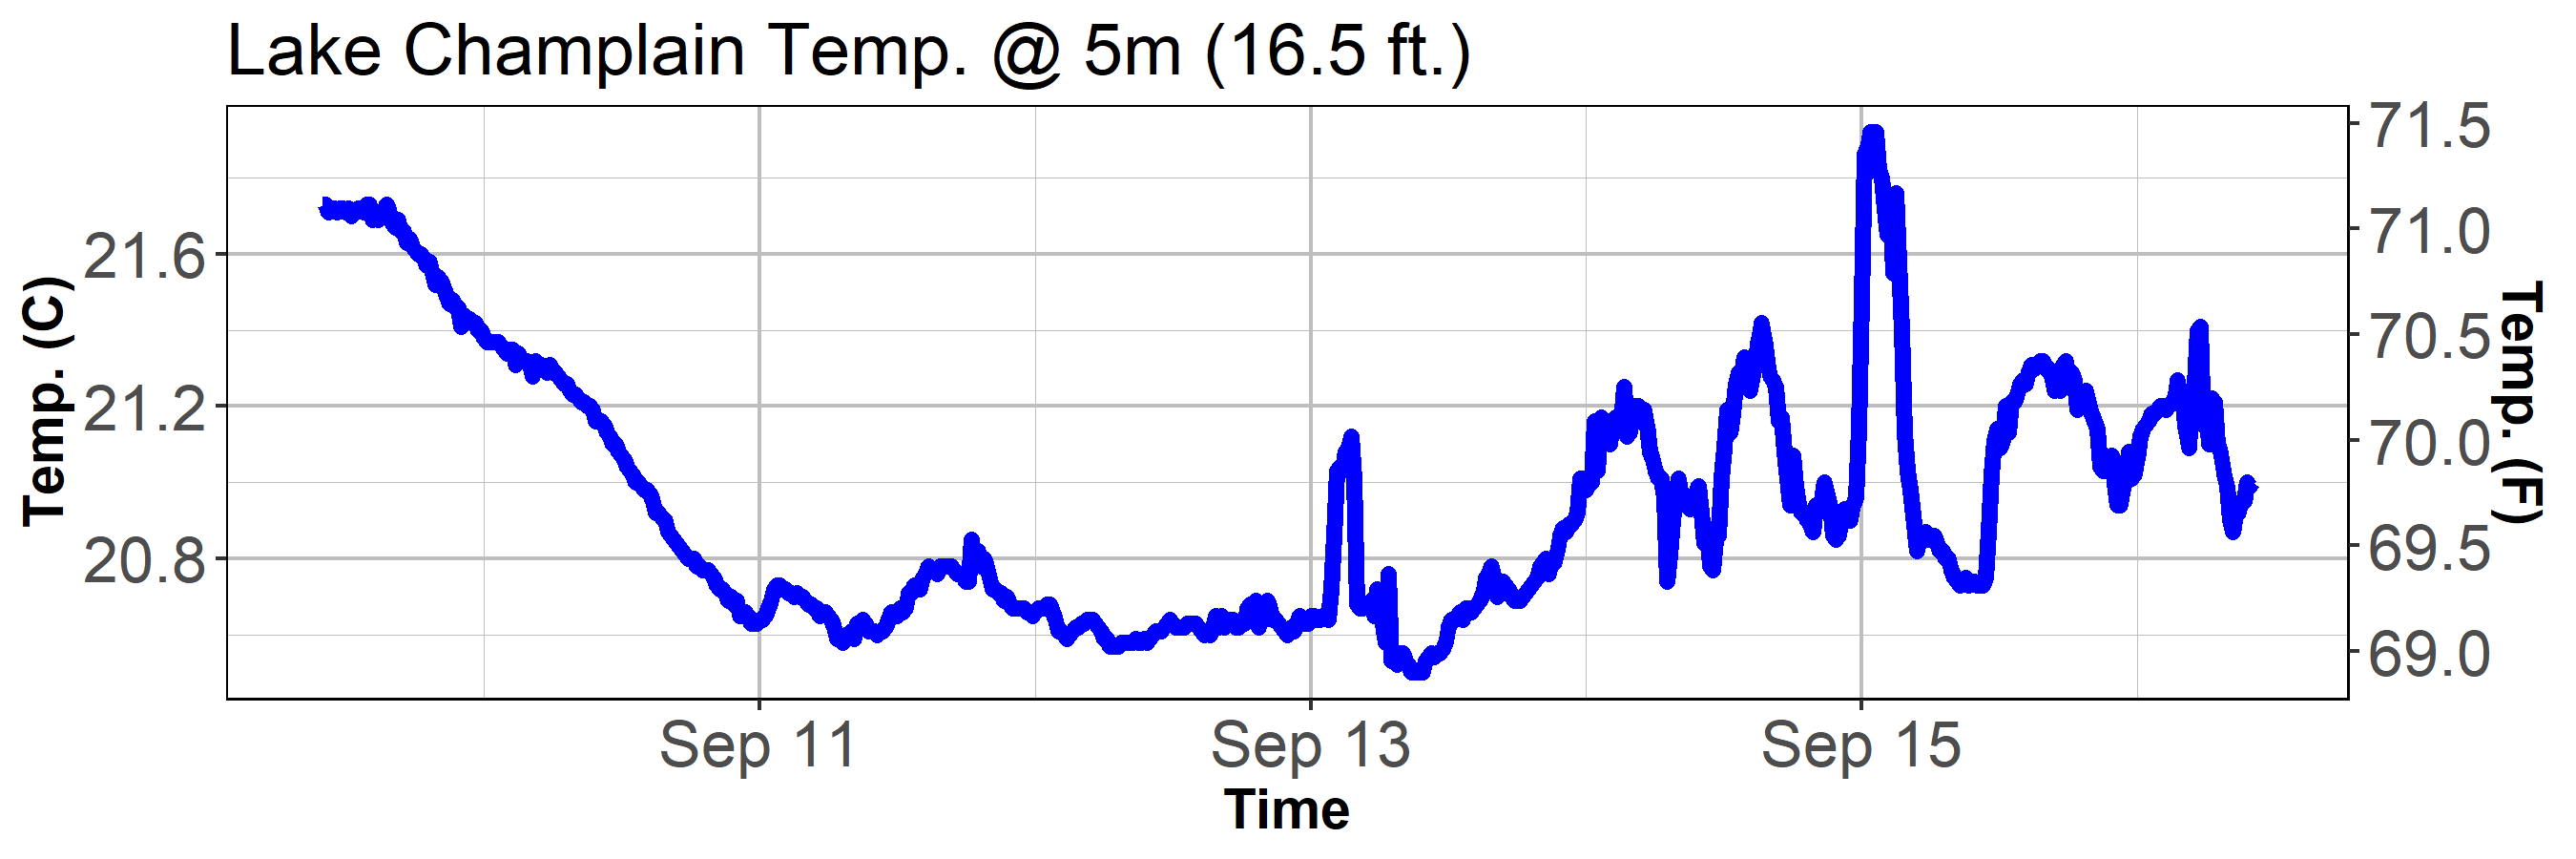 Lake Champlain Temp. @ 5m (16.5 ft.)
Temp. (C)
21.6
21.2
20.8
71.5
71.0
70.5
70.0
69.5
69.0
Temp. (F)
Sep 11
Sep 13
Sep 15
Time